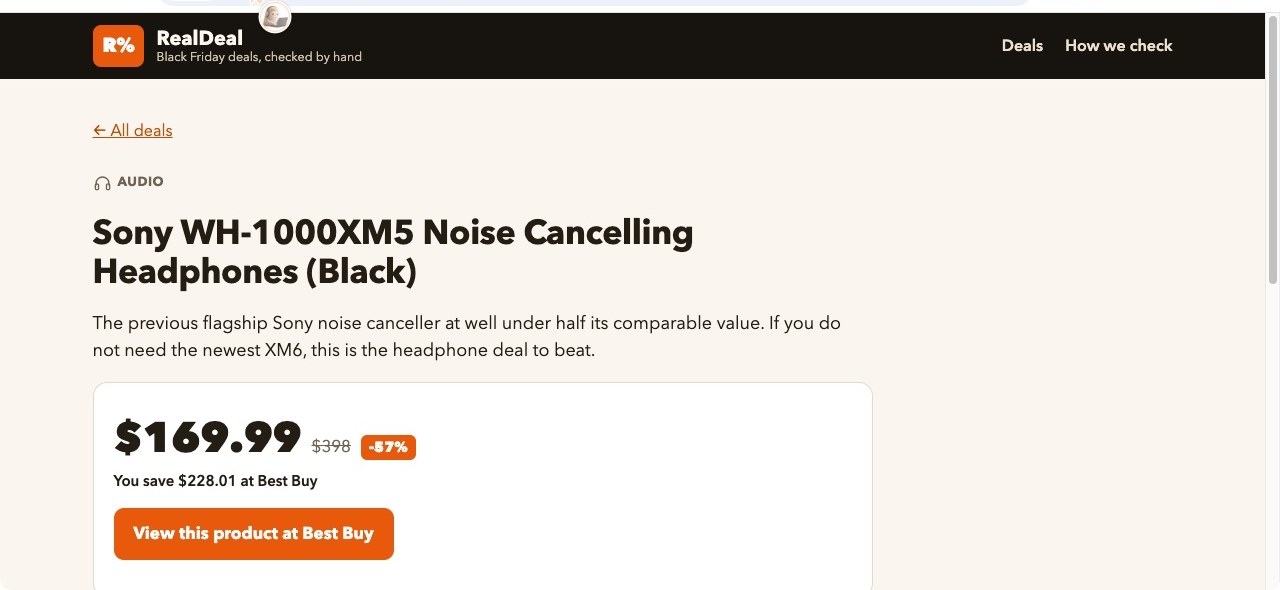 R%
RealDeal
Black Friday deals, checked by hand
Deals
How we check
← All deals
AUDIO
Sony WH-1000XM5 Noise Cancelling
Headphones (Black)
The previous flagship Sony noise canceller at well under half its comparable value. If you do
not need the newest XM6, this is the headphone deal to beat.
$169.99 $398 -57%
You save $228.01 at Best Buy
View this product at Best Buy